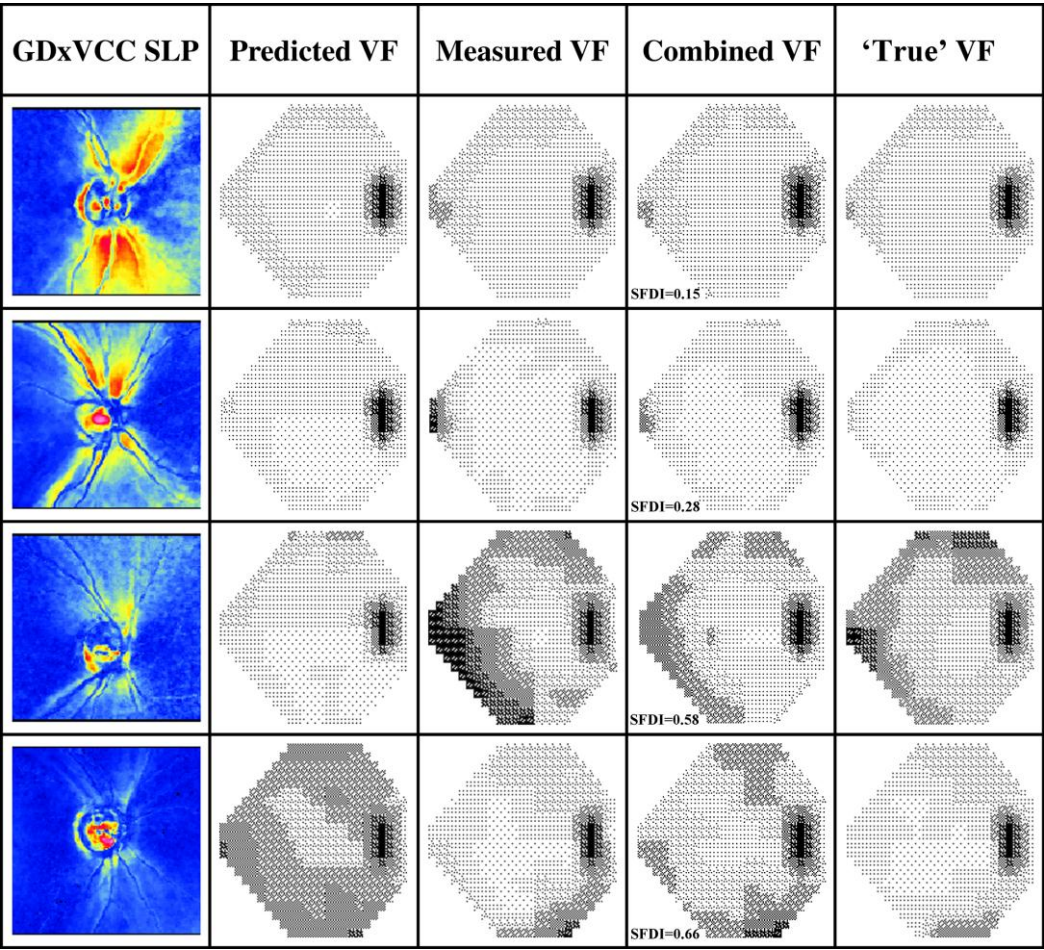 GDxVCC SLP
Predicted VF
Measured VF
Combined VF
‘True’ VF
SFDI=0.15
SFDI=0.28
SFDI=0.58
SFDI=0.66